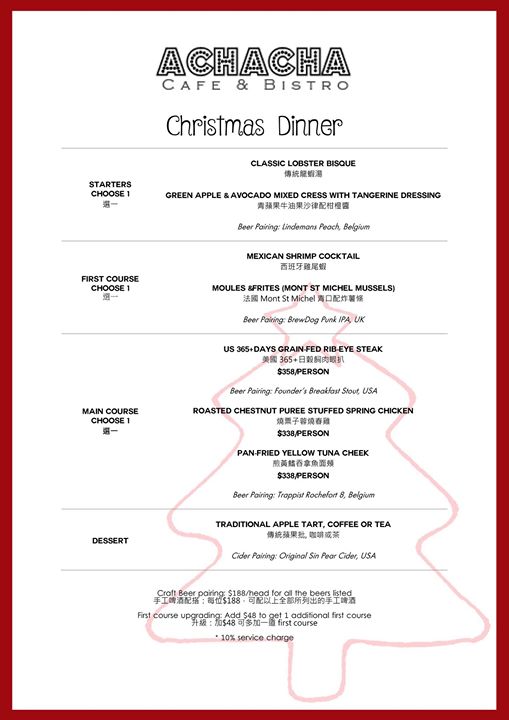 ACHACHA
CAFE & BISTRO
Christmas Dinner
STARTERS
CHOOSE 1
選一
CLASSIC LOBSTER BISQUE
傳統龍蝦湯
GREEN APPLE & AVOCADO MIXED CRESS WITH TANGERINE DRESSING
青蘋果牛油果沙律配柑橙醬
Beer Pairing: Lindemans Peach, Belgium
FIRST COURSE
CHOOSE 1
選一
MEXICAN SHRIMP COCKTAIL
西班牙雞尾蝦
MOULES &FRITES (MONT ST MICHEL MUSSELS)
法國 Mont St Michel 青口配炸薯條
Beer Pairing: BrewDog Punk IPA, UK
MAIN COURSE
CHOOSE 1
選一
US 365+DAYS GRAIN-FED RIB-EYE STEAK
美國 365+日穀飼肉眼扒
$358/PERSON
Beer Pairing: Founder's Breakfast Stout, USA
ROASTED CHESTNUT PUREE STUFFED SPRING CHICKEN
燒栗子蓉燒春雞
$338/PERSON
PAN-FRIED YELLOW TUNA CHEEK
煎黃鰭吞拿魚面頰
$338/PERSON
Beer Pairing: Trappist Rochefort 8, Belgium
DESSERT
TRADITIONAL APPLE TART, COFFEE OR TEA
傳統蘋果批, 咖啡或茶
Cider Pairing: Original Sin Pear Cider, USA
Craft Beer pairing: $188/head for all the beers listed
手工啤酒配搭；每位$188，可配以上全部所列出的手工啤酒
First course upgrading: Add $48 to get 1 additional first course
升級：加$48 可多加一道 first course
* 10% service charge